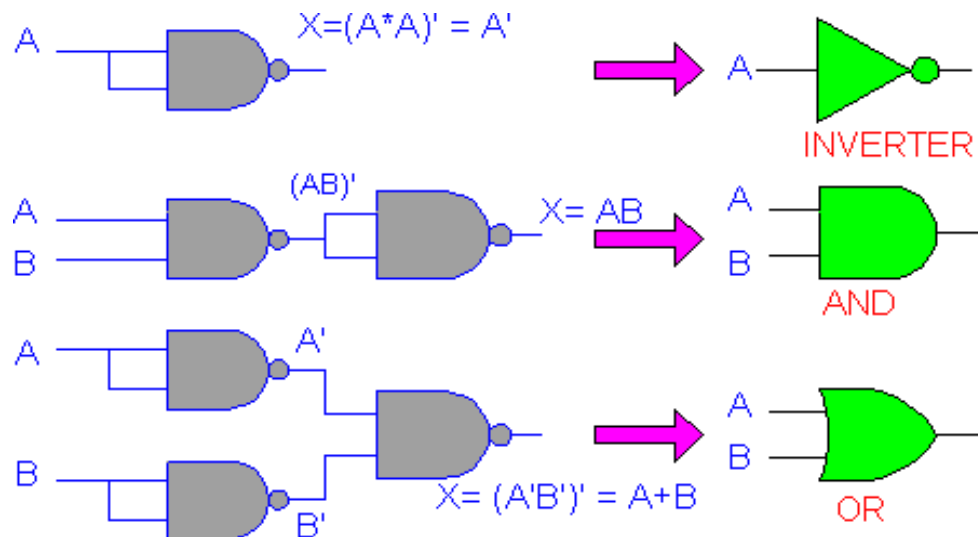 A
X=(A*A)' = A'
A
INVERTER
A
B
(AB)'
X= AB
A
B
AND
A
A'
B
B'
X= (A'B')' = A+B
A
B
OR